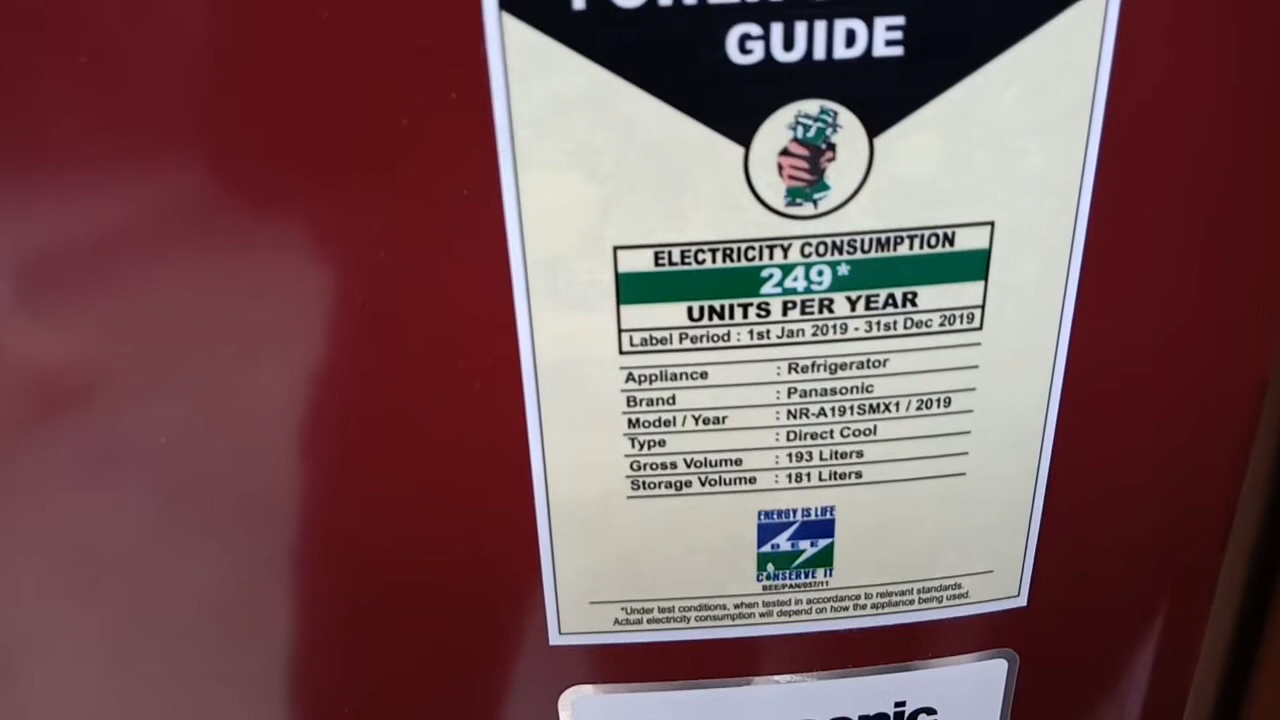 GUIDE
ELECTRICITY CONSUMPTION
249*
UNITS PER YEAR
Label Period : 1st Jan 2019 - 31st Dec 2019
Appliance : Refrigerator
Brand : Panasonic
Model / Year : NR-A191SMX1 / 2019
Type : Direct Cool
Gross Volume : 193 Liters
Storage Volume : 181 Liters
ENERGY IS LIFE
BEE
CONSERVE IT
BEE/PAN/057/11
*Under test conditions, when tested in accordance to relevant standards.
Actual electricity consumption will depend on how the appliance being used.